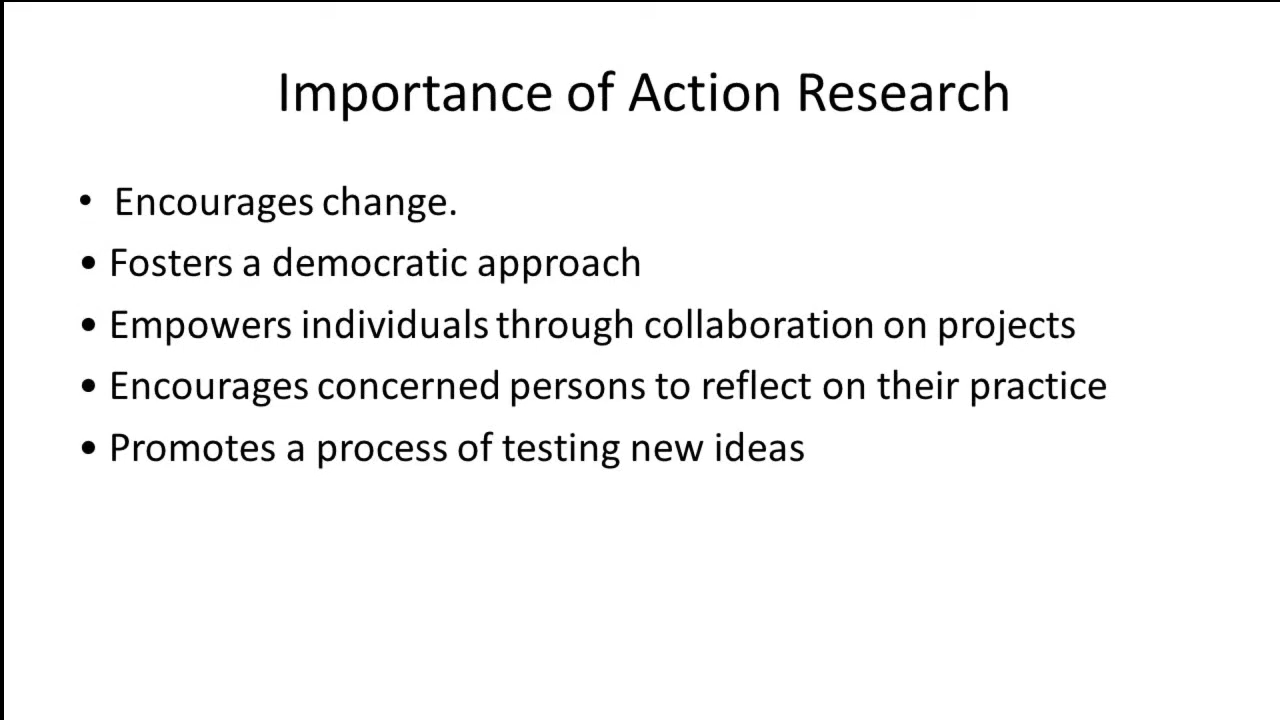 Importance of Action Research
• Encourages change.
• Fosters a democratic approach
• Empowers individuals through collaboration on projects
• Encourages concerned persons to reflect on their practice
• Promotes a process of testing new ideas